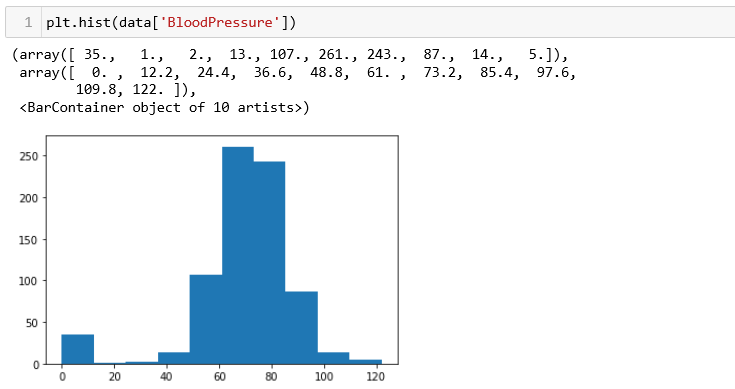 1 plt.hist(data['BloodPressure'])
(array([ 35.,   1.,   2.,  13., 107., 261., 243.,  87.,  14.,   5.]),
 array([  0. ,  12.2,  24.4,  36.6,  48.8,  61. ,  73.2,  85.4,  97.6,
        109.8, 122. ]),
 <BarContainer object of 10 artists>)
250
200
150
100
50
0
0 20 40 60 80 100 120